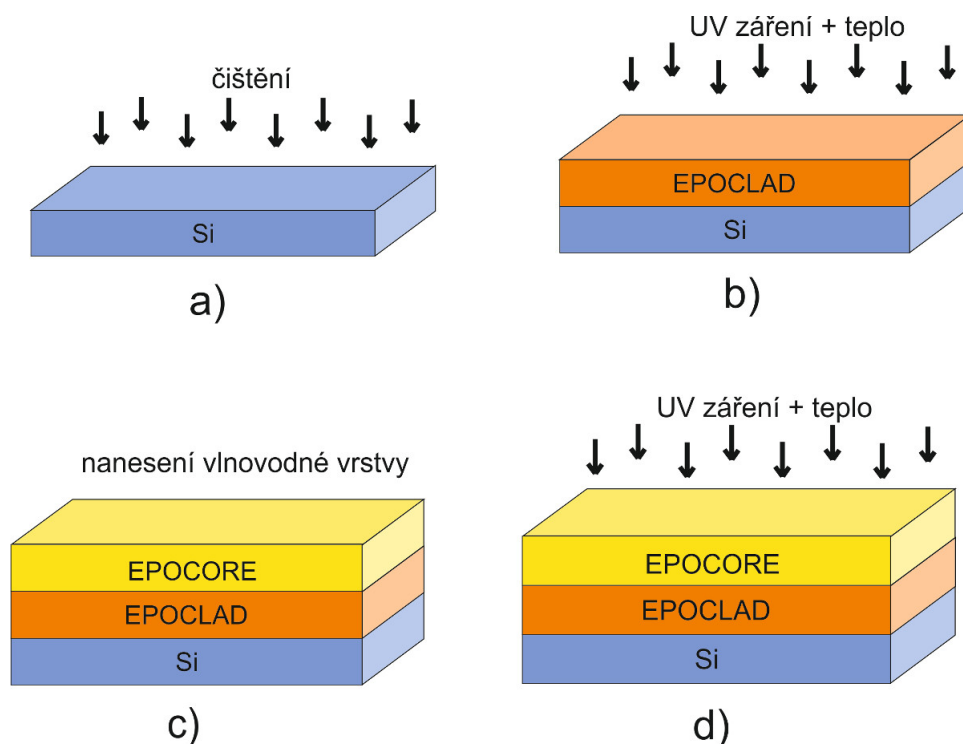 čištění
Si
a)
UV záření + teplo
EPOCLAD
Si
b)
nanesení vlnovodné vrstvy
EPOCORE
EPOCLAD
Si
c)
UV záření + teplo
EPOCORE
EPOCLAD
Si
d)